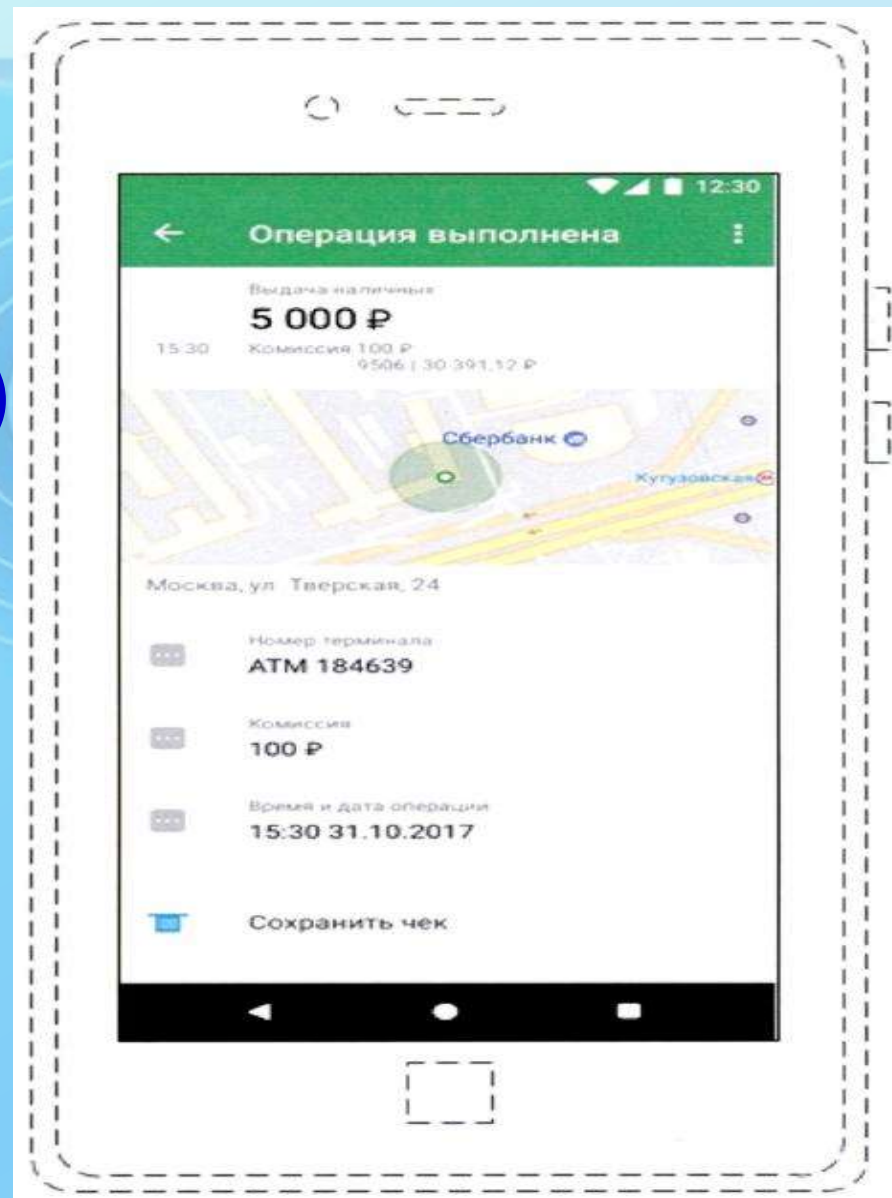 12:30
Операция выполнена
Выдача наличных
5 000 ₽
15:30 Комиссия 100 ₽
9506 | 30 391,12 ₽
Сбербанк
Кутузовская
Москва, ул Тверская, 24
Номер терминала
ATM 184639
Комиссия
100 ₽
Время и дата операции
15:30 31.10.2017
Сохранить чек